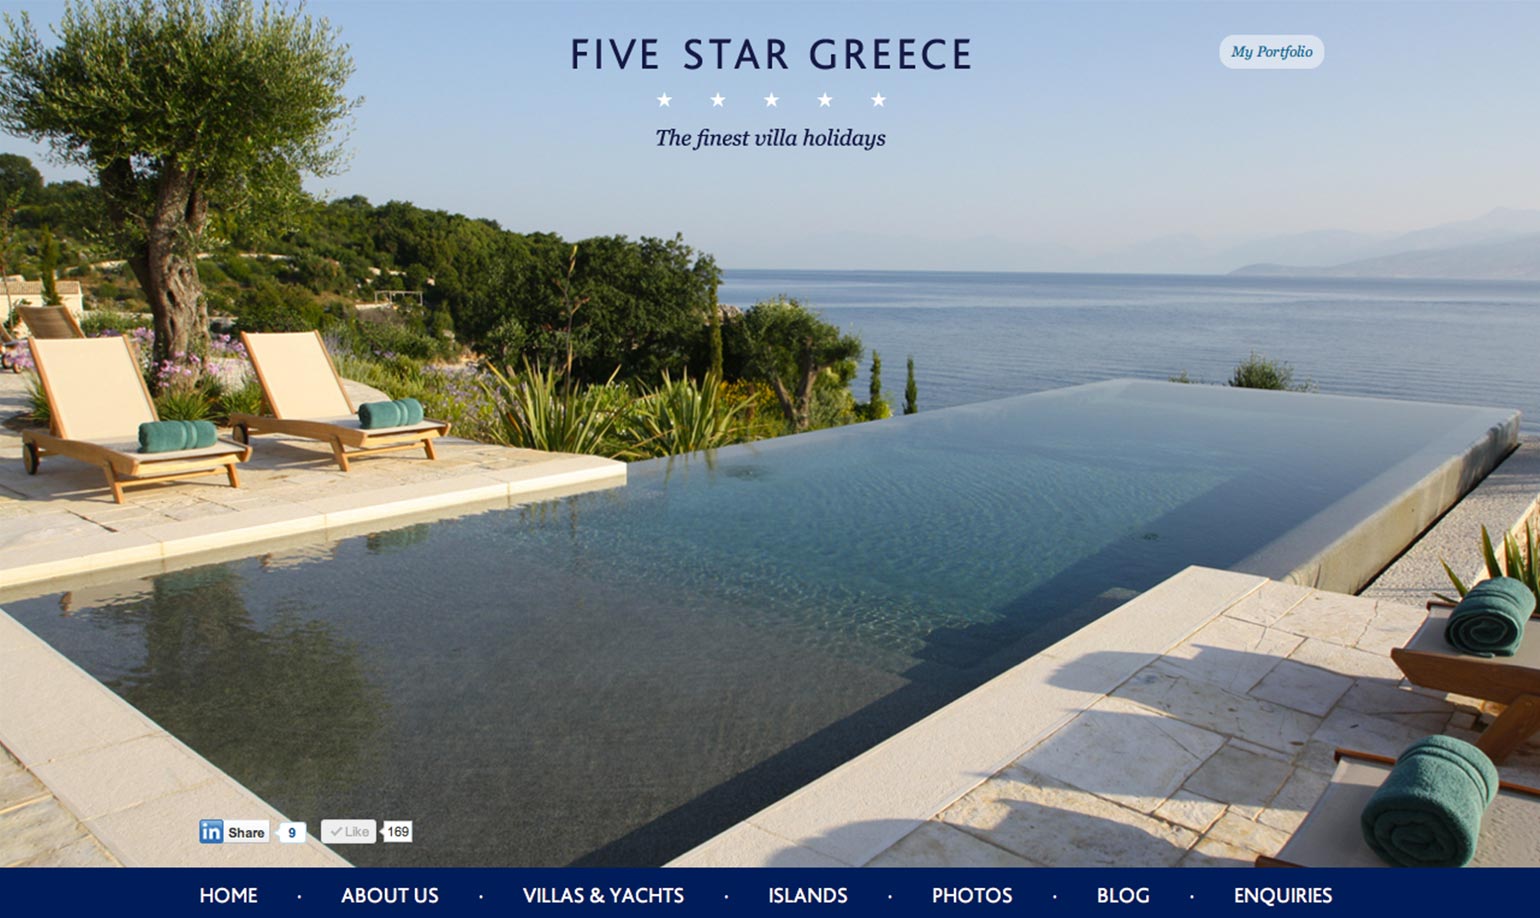 FIVE STAR GREECE
My Portfolio
The finest villa holidays
in Share 9 Like 169
HOME · ABOUT US · VILLAS & YACHTS · ISLANDS · PHOTOS · BLOG · ENQUIRIES